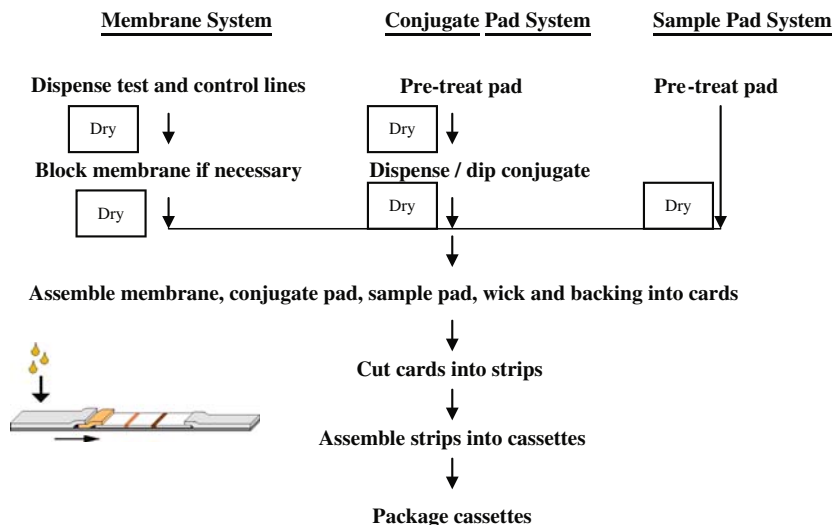 Membrane System
Conjugate Pad System
Sample Pad System
Dispense test and control lines
Pre-treat pad
Pre-treat pad
Dry
Dry
Block membrane if necessary
Dispense / dip conjugate
Dry
Dry
Dry
Assemble membrane, conjugate pad, sample pad, wick and backing into cards
Cut cards into strips
Assemble strips into cassettes
Package cassettes